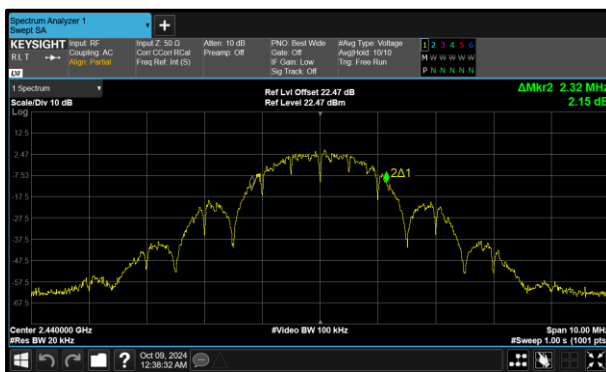 Spectrum Analyzer 1
Swept SA
+
KEYSIGHT
R L T
LXI
Input: RF
Coupling: AC
Align: Partial
Input Z: 50 Ω
Corr CCorr RCal
Freq Ref: Int (S)
Atten: 10 dB
Preamp: Off
PNO: Best Wide
Gate: Off
IF Gain: Low
Sig Track: Off
#Avg Type: Voltage
Avg|Hold: 10/10
Trig: Free Run
1 2 3 4 5 6
M W W W W W
P N N N N N
1 Spectrum
Scale/Div 10 dB
Log
Ref Lvl Offset 22.47 dB
Ref Level 22.47 dBm
ΔMkr2 2.32 MHz
2.15 dB
12.5
2.47
-7.53
-17.5
-27.5
-37.5
-47.5
-57.5
-67.5
2Δ1
Center 2.440000 GHz
#Res BW 20 kHz
#Video BW 100 kHz
Span 10.00 MHz
#Sweep 1.00 s (1001 pts)
?
Oct 09, 2024
12:38:32 AM